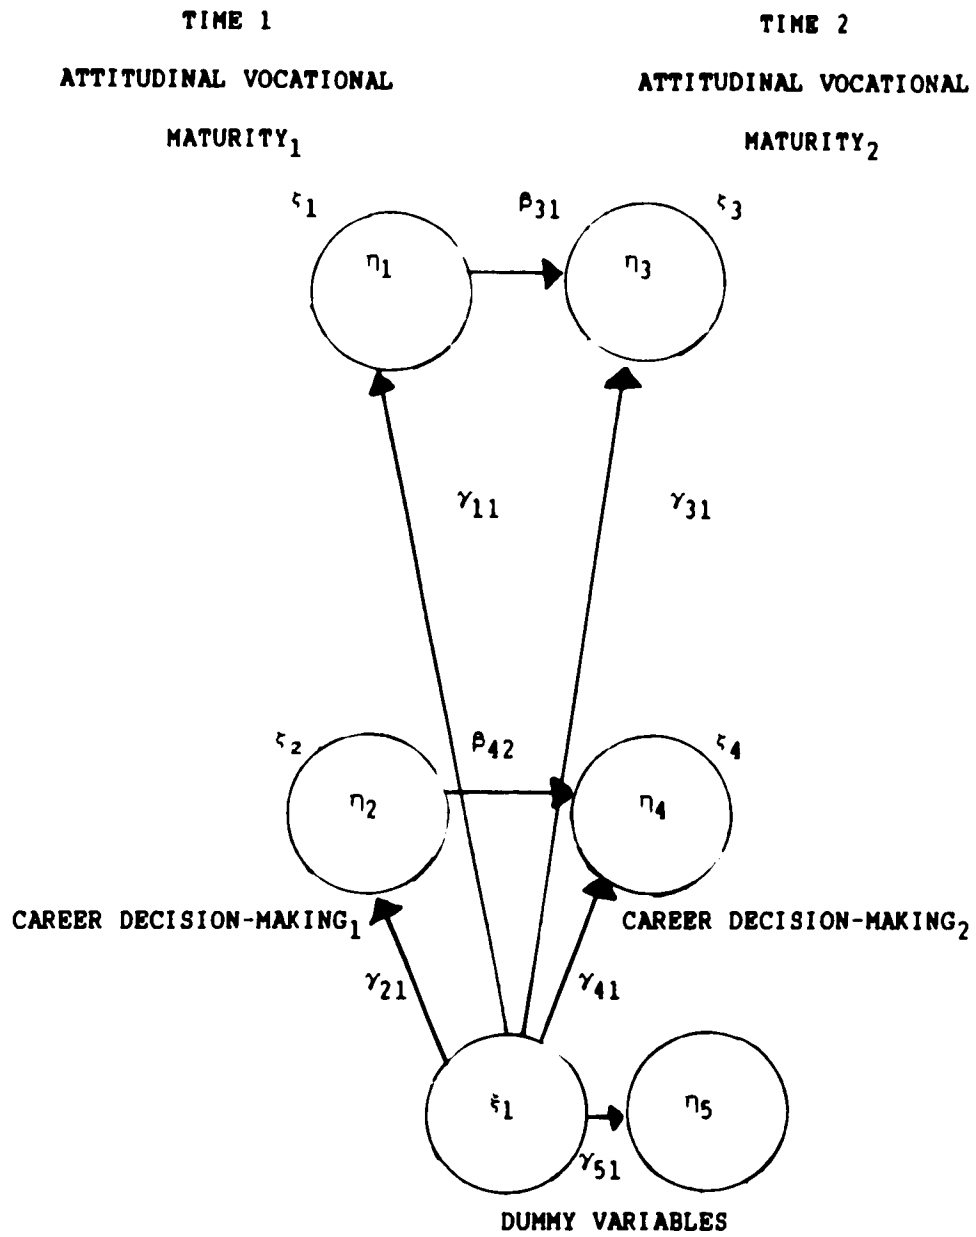 TIME 1
TIME 2
ATTITUDINAL VOCATIONAL
ATTITUDINAL VOCATIONAL
MATURITY₁
MATURITY₂
ζ₁
β₃₁
ζ₃
η₁
η₃
γ₁₁
γ₃₁
ζ₂
β₄₂
ζ₄
η₂
η₄
CAREER DECISION-MAKING₁
CAREER DECISION-MAKING₂
γ₂₁
γ₄₁
ξ₁
η₅
γ₅₁
DUMMY VARIABLES